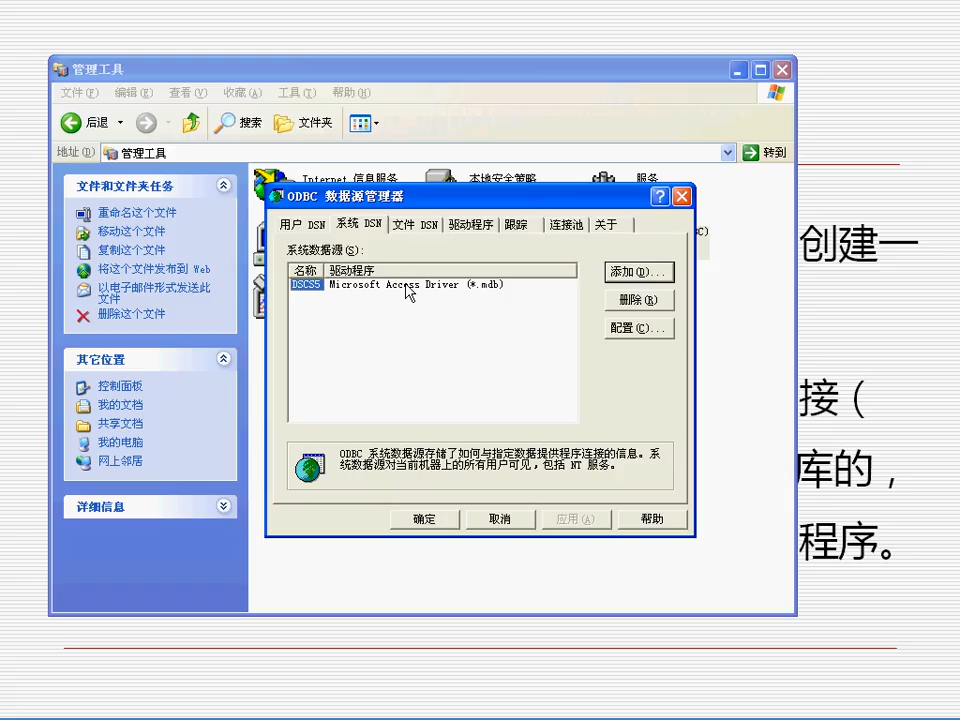 管理工具
文件(F) 编辑(E) 查看(V) 收藏(A) 工具(T) 帮助(H)
后退 搜索 文件夹
地址(D) 管理工具 转到
文件和文件夹任务
重命名这个文件
移动这个文件
复制这个文件
将这个文件发布到 Web
以电子邮件形式发送此
文件
删除这个文件
其它位置
控制面板
我的文档
共享文档
我的电脑
网上邻居
详细信息
Internet 信息服务 本地安全策略 服务
ODBC 数据源管理器
用户 DSN 系统 DSN 文件 DSN 驱动程序 跟踪 连接池 关于
系统数据源(S):
名称 驱动程序
DSCS5 Microsoft Access Driver (*.mdb)
添加(D)...
删除(R)
配置(C)...
ODBC 系统数据源存储了如何与指定数据提供程序连接的信息。系
统数据源对当前机器上的所有用户可见,包括 NT 服务。
确定 取消 应用(A) 帮助
创建一
接（
库的，
程序。